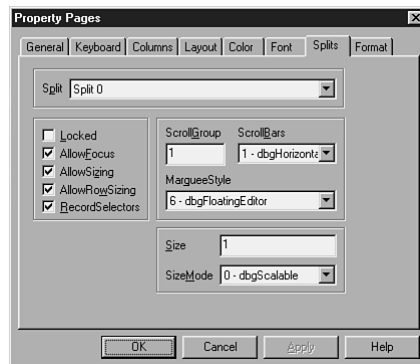 Property Pages
General Keyboard Columns Layout Color Font Splits Format
Split Split 0
Locked
AllowFocus
AllowSizing
AllowRowSizing
RecordSelectors
ScrollGroup ScrollBars
1 1 - dbgHorizonta
MargueeStyle
6 - dbgFloatingEditor
Size 1
SizeMode 0 - dbgScalable
OK Cancel Apply Help